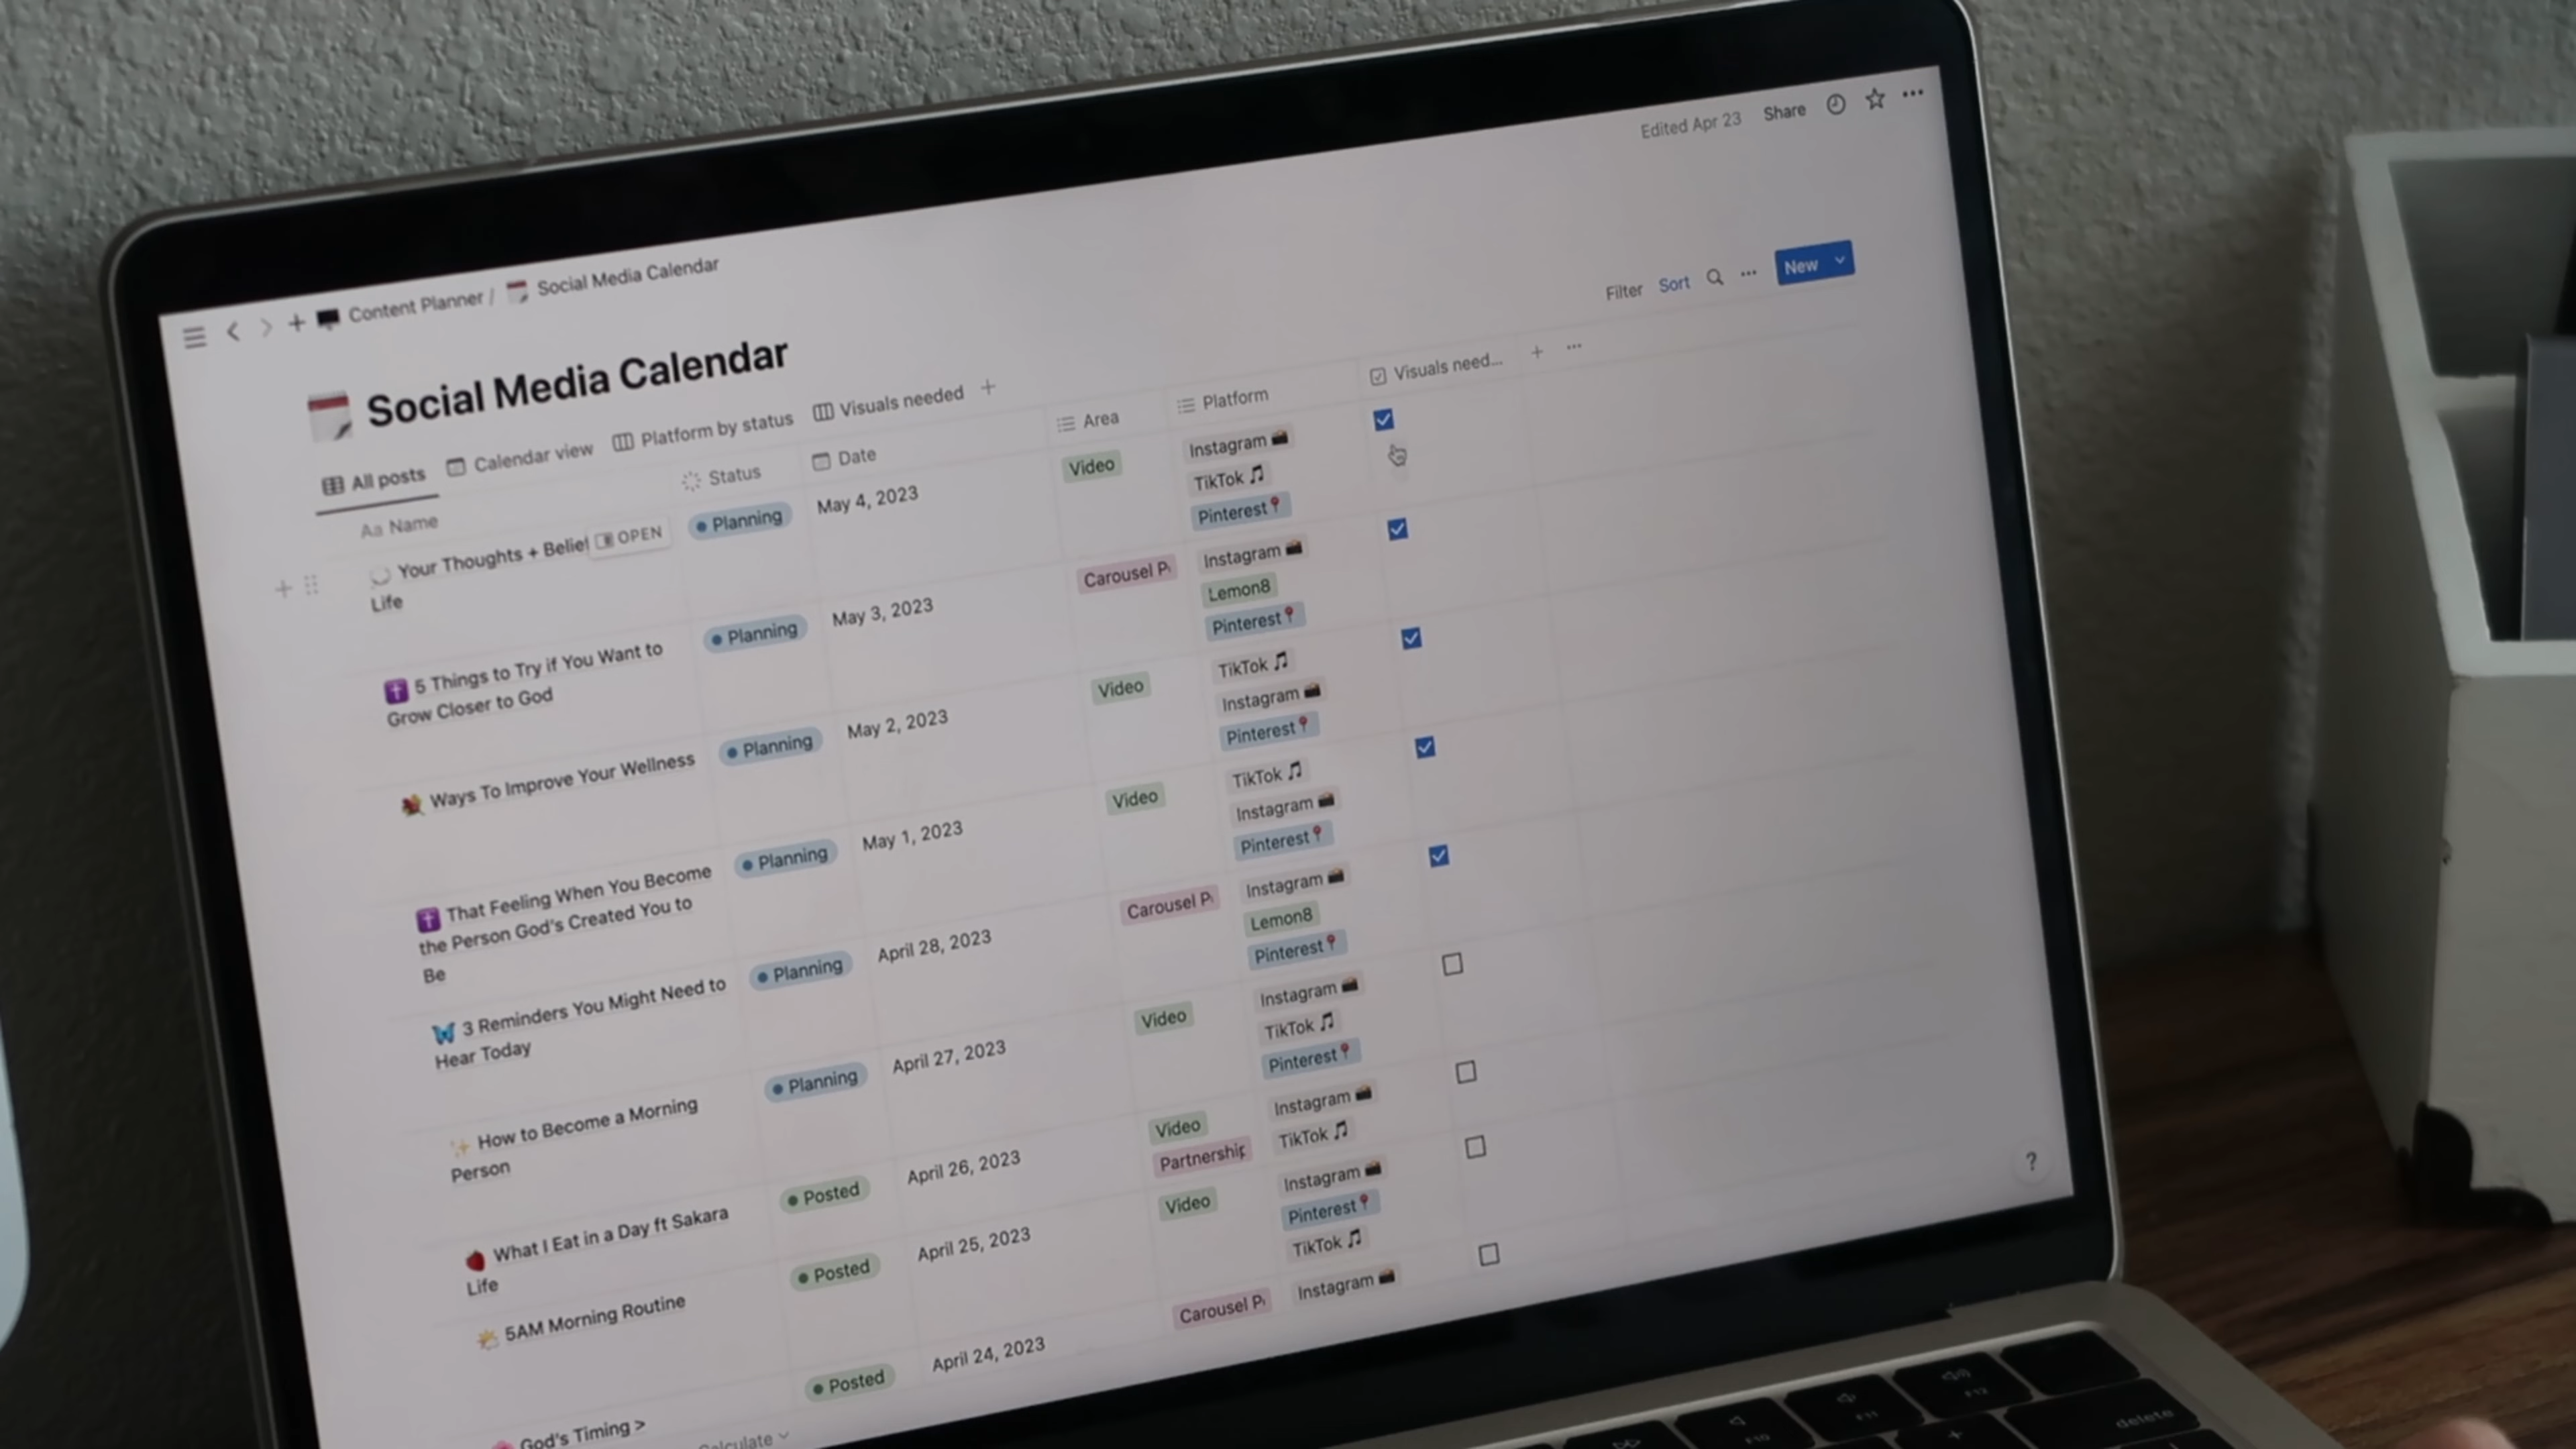 Edited Apr 23 Share
Content Planner / Social Media Calendar
Social Media Calendar
Filter Sort New
All posts Calendar view Platform by status Visuals needed
Aa Name Status Date Area Platform Visuals need...
Your Thoughts + Belief OPEN Planning May 4, 2023 Video Instagram
Life
TikTok
Pinterest
5 Things to Try if You Want to Planning May 3, 2023 Carousel P Instagram
Grow Closer to God
Lemon8
Pinterest
Ways To Improve Your Wellness Planning May 2, 2023 Video TikTok
Instagram
Pinterest
That Feeling When You Become Planning May 1, 2023 Video TikTok
the Person God's Created You to
Be
Instagram
Pinterest
3 Reminders You Might Need to Planning April 28, 2023 Carousel P Instagram
Hear Today
Lemon8
Pinterest
How to Become a Morning Planning April 27, 2023 Video Instagram
Person
TikTok
Pinterest
What I Eat in a Day ft Sakara Posted April 26, 2023 Video Instagram
Life
Partnership TikTok
5AM Morning Routine Posted April 25, 2023 Video Instagram
Pinterest
TikTok
God's Timing > Posted April 24, 2023 Carousel P Instagram
Calculate
?
F10
F11
F12
delete